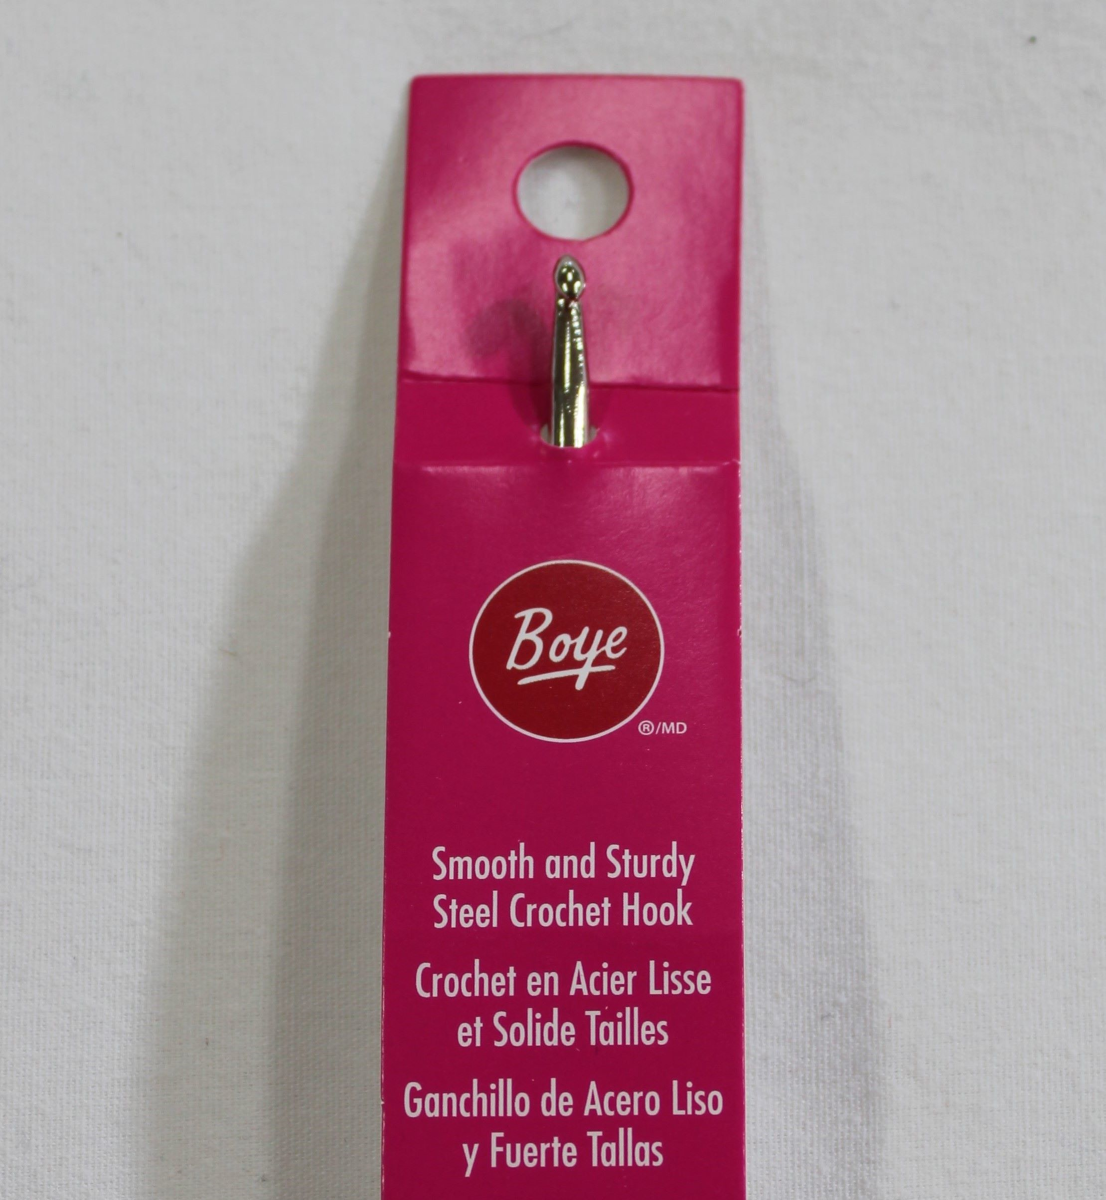 Boye
®/MD
Smooth and Sturdy
Steel Crochet Hook
Crochet en Acier Lisse
et Solide Tailles
Ganchillo de Acero Liso
y Fuerte Tallas